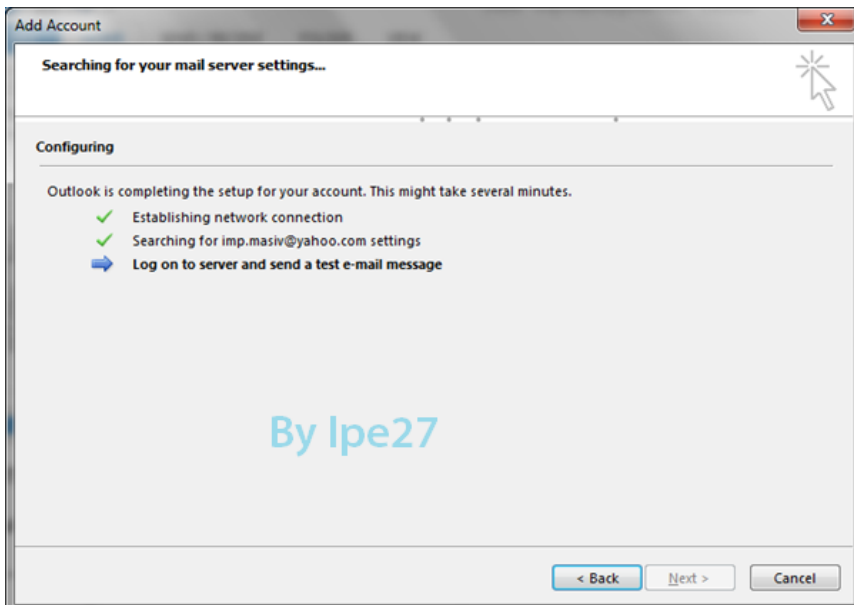 Add Account
Searching for your mail server settings...
Configuring
Outlook is completing the setup for your account. This might take several minutes.
Establishing network connection
Searching for imp.masiv@yahoo.com settings
Log on to server and send a test e-mail message
By Ipe27
< Back Next > Cancel